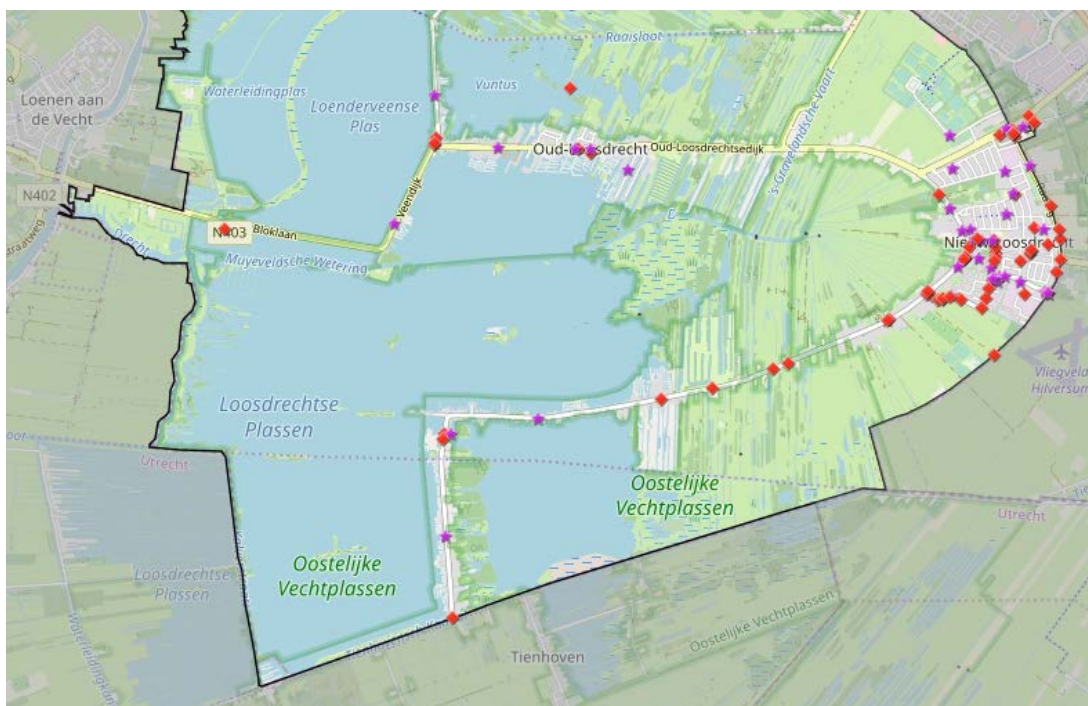 Raaisloot
Vuntus
Waterleidingplas
Loenderveense
Plas
Loenen aan
de Vecht
's-Gravelandsche Vaart
Oud-Loosdrecht
Oud-Loosdrechtsedijk
N402
Veendijk
N403
Bloklaan
Drecht
Muyeveldsche Wetering
Nieuw-Loosdrecht
Vliegveld
Hilversum
Loosdrechtse
Plassen
Utrecht
Oostelijke
Vechtplassen
Utrecht
Oostelijke
Vechtplassen
Loosdrechtse
Plassen
Oostelijke Vechtplassen
Tienhoven